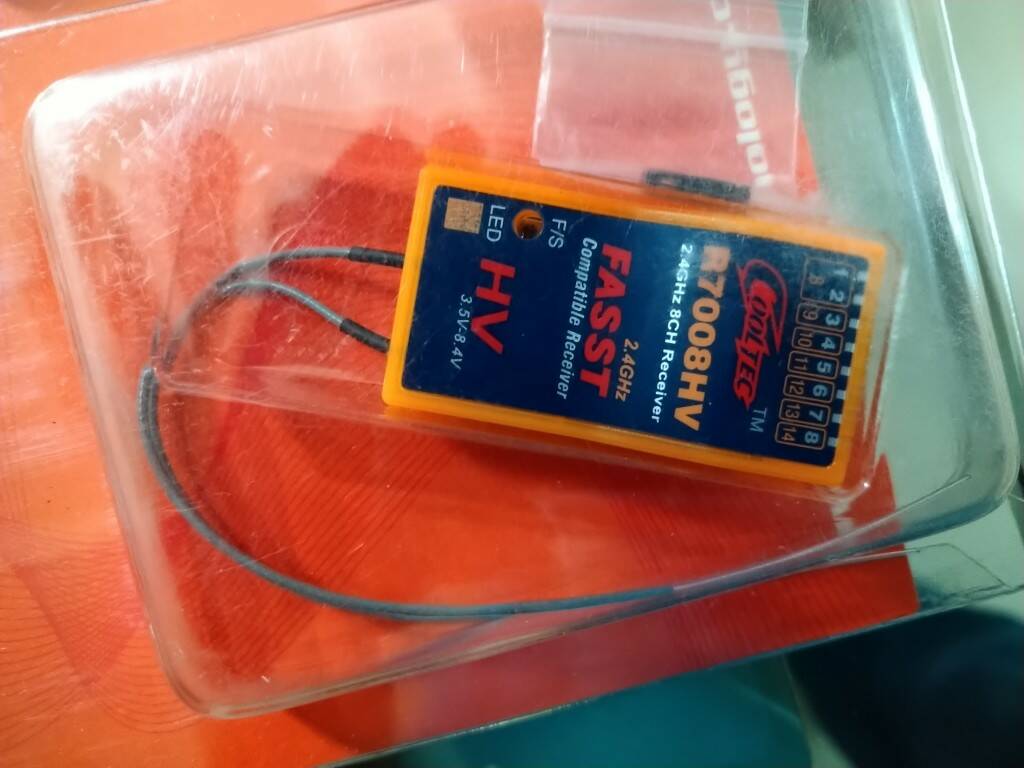 1 2 3 4 5 6 7 8
8 9 10 11 12 13 14
CoolTEC TM
R7008HV
2.4GHz 8CH Receiver
2.4GHz
FASST
Compatible Receiver
F/S
LED
HV
3.5V-8.4V